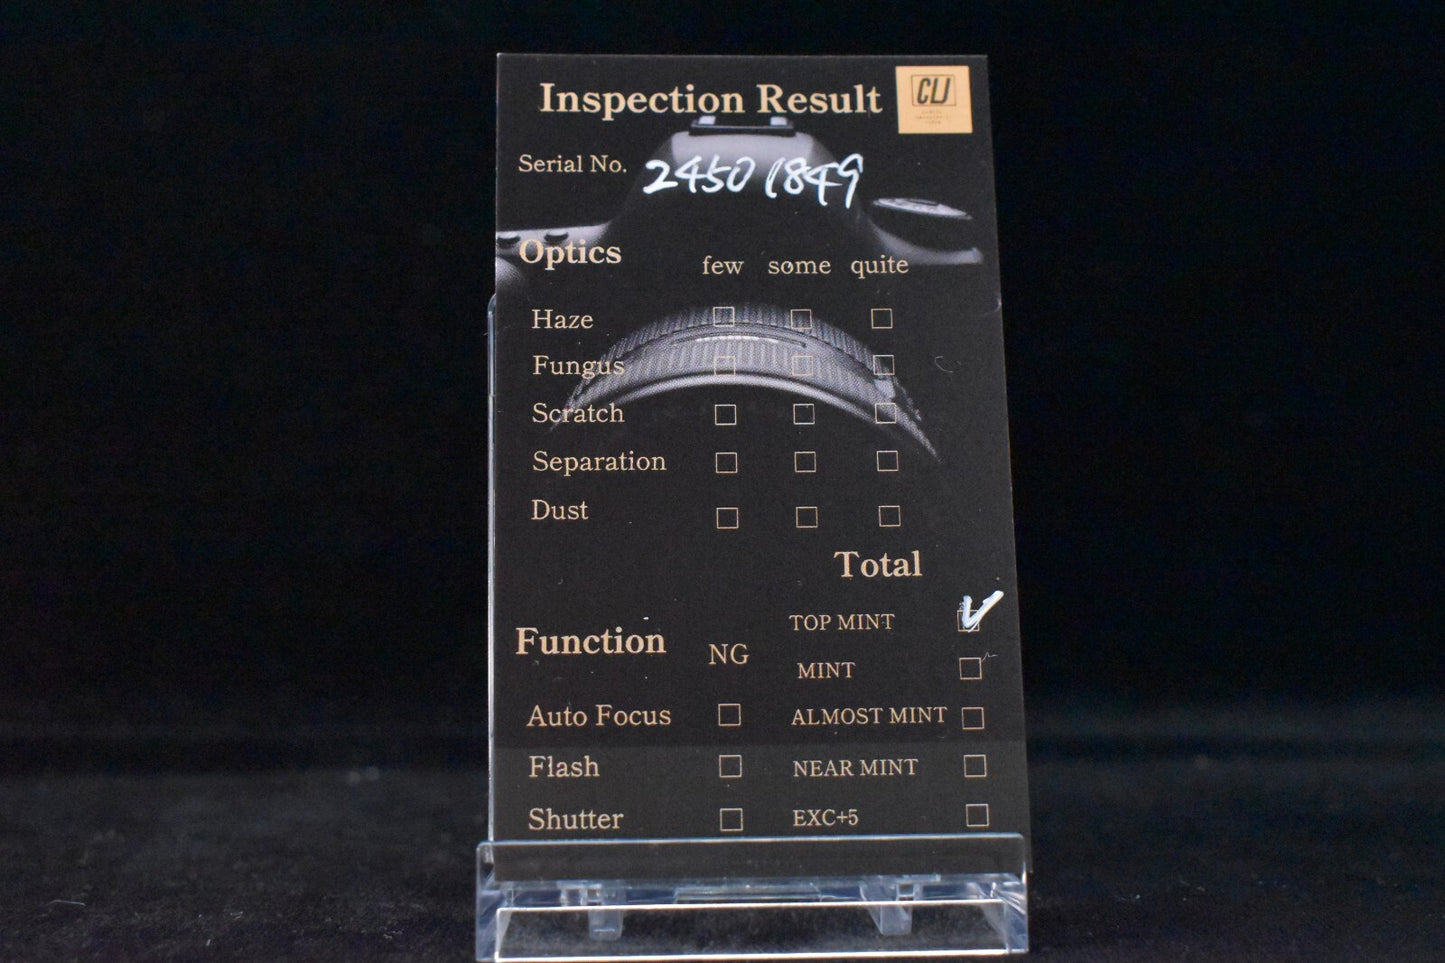 Inspection Result
CIJ
Serial No. 24501849
Optics few some quite
Haze
Fungus
Scratch
Separation
Dust
Total
TOP MINT
Function NG
MINT
Auto Focus
ALMOST MINT
Flash
NEAR MINT
Shutter
EXC+5